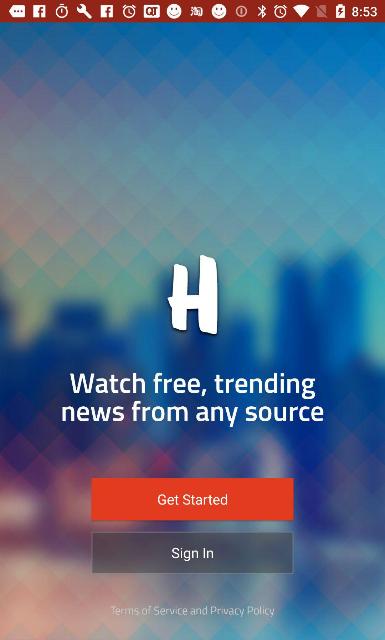 8:53
H
Watch free, trending
news from any source
Get Started
Sign In
Terms of Service and Privacy Policy